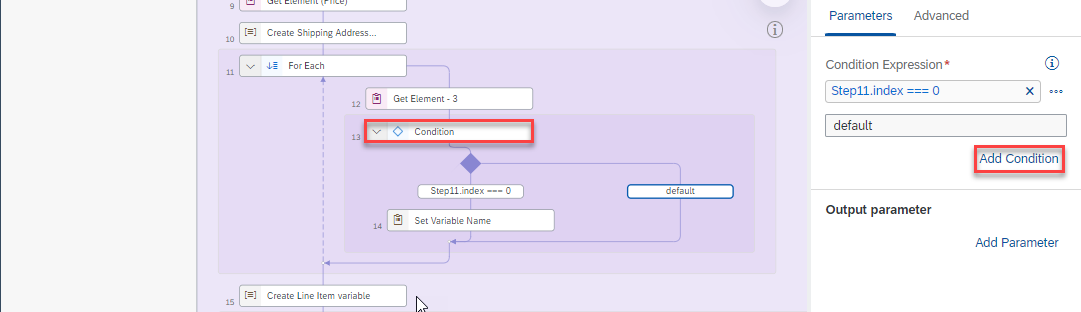 9 Get Element (Price)
10 Create Shipping Address...
11 For Each
12 Get Element - 3
13 Condition
Step11.index === 0
default
14 Set Variable Name
15 Create Line Item variable
Parameters Advanced
Condition Expression*
Step11.index === 0
default
Add Condition
Output parameter
Add Parameter